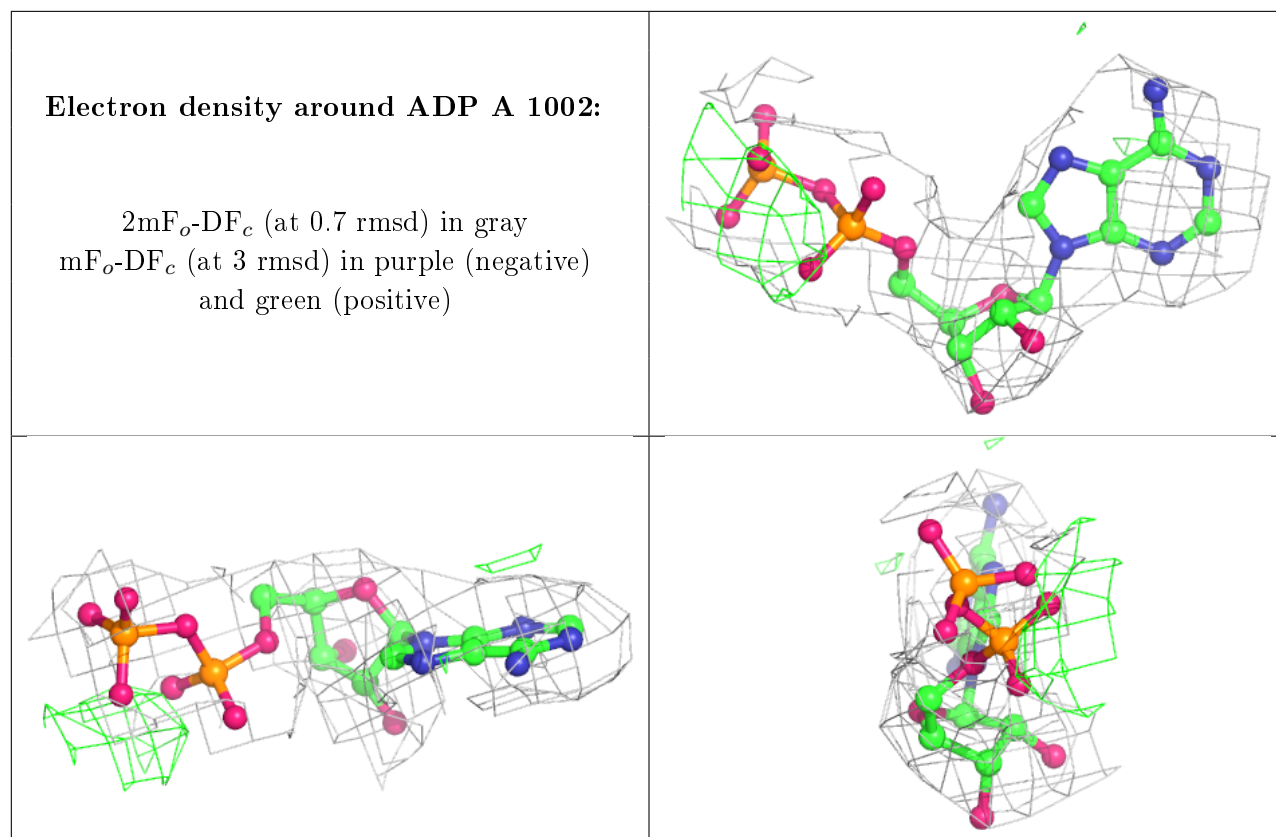 Electron density around ADP A 1002:
2mFo-DFc (at 0.7 rmsd) in gray
mFo-DFc (at 3 rmsd) in purple (negative)
and green (positive)